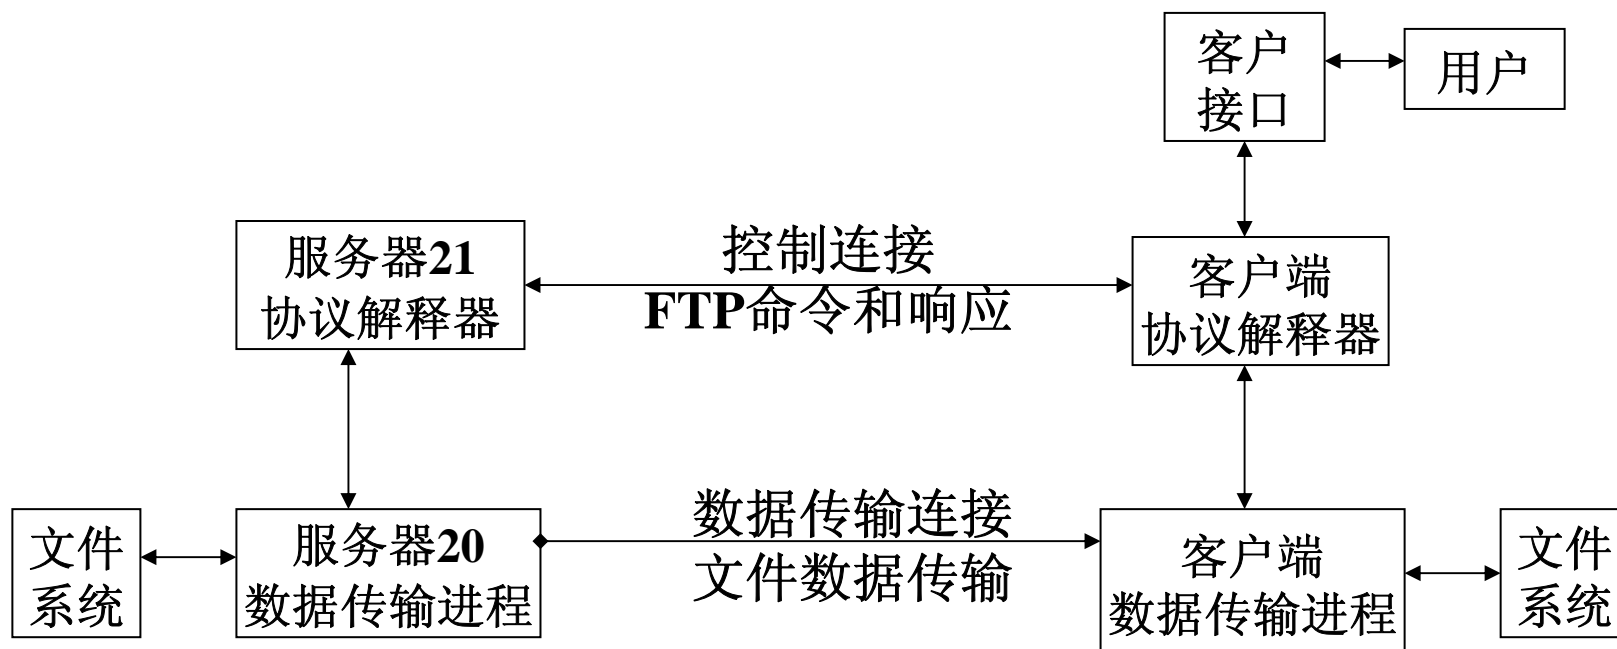 客户
接口
用户
服务器21
协议解释器
控制连接
FTP命令和响应
客户端
协议解释器
文件
系统
服务器20
数据传输进程
数据传输连接
文件数据传输
客户端
数据传输进程
文件
系统